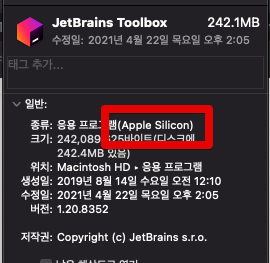 JetBrains Toolbox 242.1MB
수정일: 2021년 4월 22일 목요일 오후 2:05
태그 추가...
일반:
종류: 응용 프로그램(Apple Silicon)
크기: 242,089,825바이트(디스크에
242.4MB 있음)
위치: Macintosh HD ▸ 응용 프로그램
생성일: 2019년 8월 14일 수요일 오전 12:10
수정일: 2021년 4월 22일 목요일 오후 2:05
버전: 1.20.8352
저작권: Copyright (c) JetBrains s.r.o.